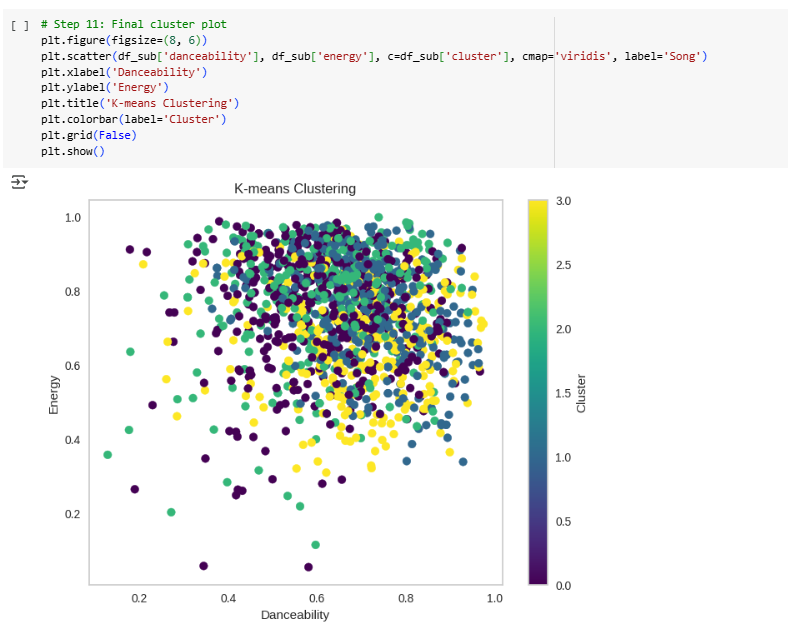 [ ] # Step 11: Final cluster plot
plt.figure(figsize=(8, 6))
plt.scatter(df_sub['danceability'], df_sub['energy'], c=df_sub['cluster'], cmap='viridis', label='Song')
plt.xlabel('Danceability')
plt.ylabel('Energy')
plt.title('K-means Clustering')
plt.colorbar(label='Cluster')
plt.grid(False)
plt.show()
K-means Clustering
1.0
0.8
0.6
0.4
0.2
Energy
0.2 0.4 0.6 0.8 1.0
Danceability
3.0
2.5
2.0
1.5
1.0
0.5
0.0
Cluster